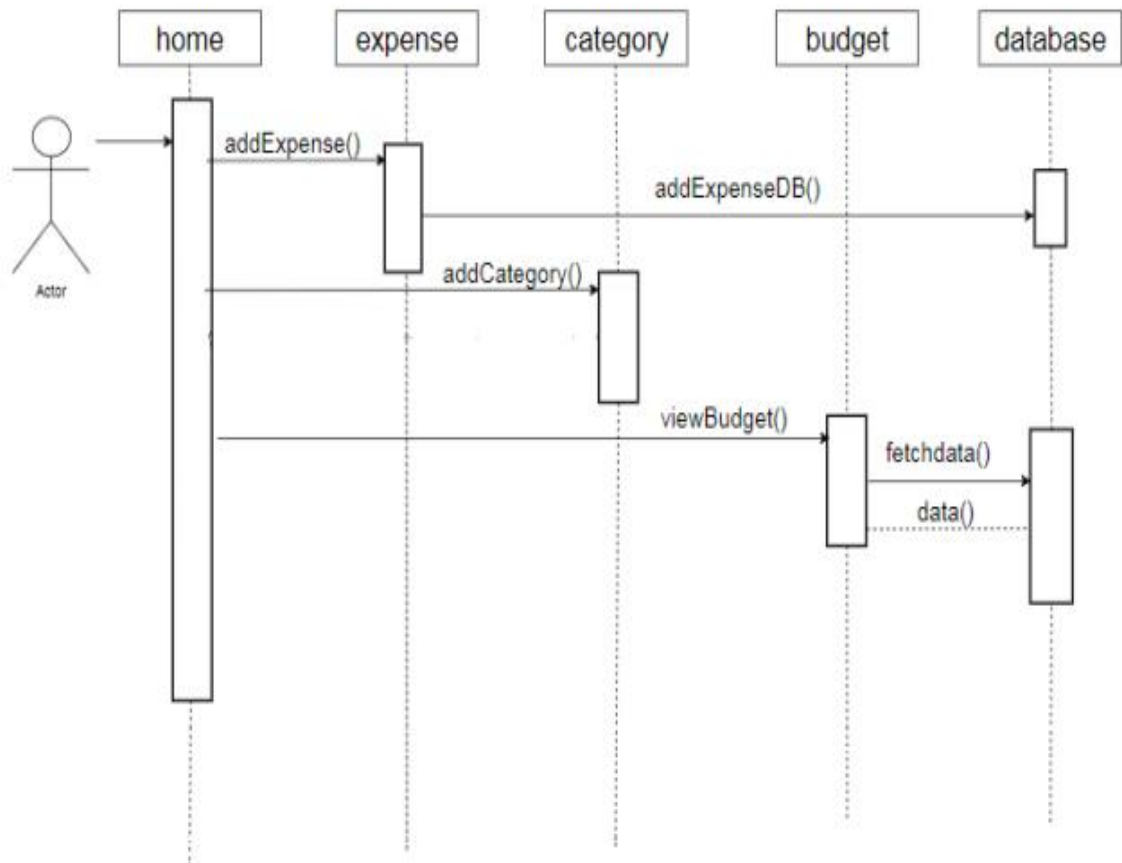 home
expense
category
budget
database
addExpense()
addExpenseDB()
Actor
addCategory()
viewBudget()
fetchdata()
data()